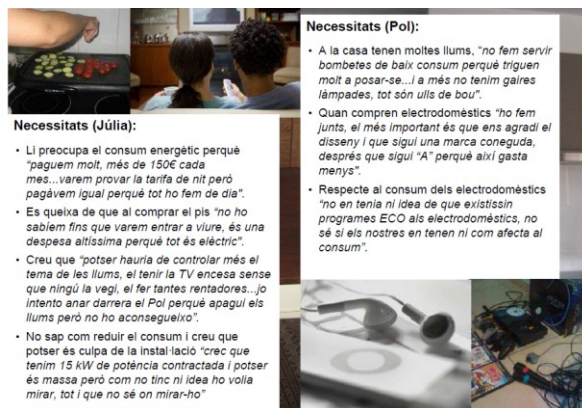 Necessitats (Júlia):
• Li preocupa el consum energètic perquè
"paguem molt, més de 150€ cada
mes...varem provar la tarifa de nit però
pagàvem igual perquè tot ho fem de dia".
• Es queixa de que al comprar el pis "no ho
sabíem fins que varem entrar a viure, és una
despesa altíssima perquè tot és elèctric".
• Creu que "potser hauria de controlar més el
tema de les llums, el tenir la TV encesa sense
que ningú la vegi, el fer tantes rentadores...jo
intento anar darrera el Pol perquè apagui els
llums però no ho aconsegueixo".
• No sap com reduir el consum i creu que
potser és culpa de la instal·lació "crec que
tenim 15 kW de potència contractada i potser
és massa però com no tinc ni idea ho volia
mirar, tot i que no sé on mirar-ho"
Necessitats (Pol):
• A la casa tenen moltes llums, "no fem servir
bombetes de baix consum perquè triguen
molt a posar-se...i a més no tenim gaires
làmpades, tot són ulls de bou".
• Quan compren electrodomèstics "ho fem
junts, el més important és que ens agradi el
disseny i que sigui una marca coneguda,
després que sigui "A" perquè així gasta
menys".
• Respecte al consum dels electrodomèstics
"no en tenia ni idea de que existissin
programes ECO als electrodomèstics, no
sé si els nostres en tenen ni com afecta al
consum".